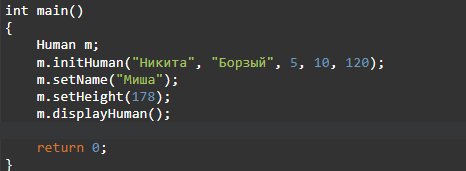 int main()
{
    Human m;
    m.initHuman("Никита", "Борзый", 5, 10, 120);
    m.setName("Миша");
    m.setHeight(178);
    m.displayHuman();

    return 0;
}